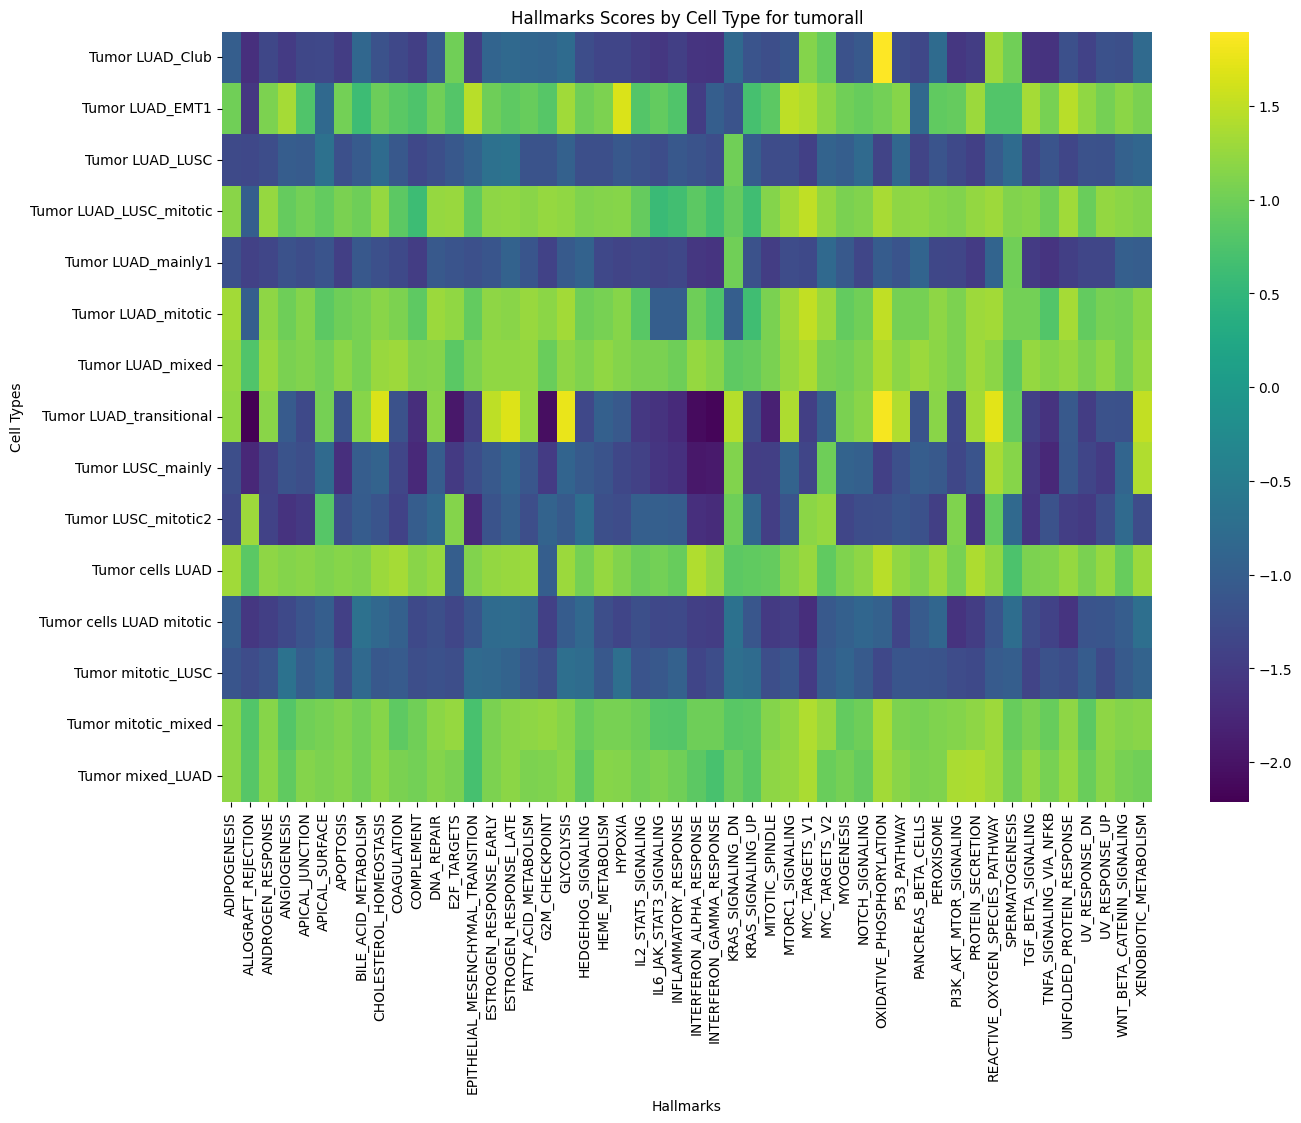 Hallmarks Scores by Cell Type for tumorall
Cell Types
Tumor LUAD_Club
Tumor LUAD_EMT1
Tumor LUAD_LUSC
Tumor LUAD_LUSC_mitotic
Tumor LUAD_mainly1
Tumor LUAD_mitotic
Tumor LUAD_mixed
Tumor LUAD_transitional
Tumor LUSC_mainly
Tumor LUSC_mitotic2
Tumor cells LUAD
Tumor cells LUAD mitotic
Tumor mitotic_LUSC
Tumor mitotic_mixed
Tumor mixed_LUAD
1.5
1.0
0.5
0.0
−0.5
−1.0
−1.5
−2.0
ADIPOGENESIS
ALLOGRAFT_REJECTION
ANDROGEN_RESPONSE
ANGIOGENESIS
APICAL_JUNCTION
APICAL_SURFACE
APOPTOSIS
BILE_ACID_METABOLISM
CHOLESTEROL_HOMEOSTASIS
COAGULATION
COMPLEMENT
DNA_REPAIR
E2F_TARGETS
EPITHELIAL_MESENCHYMAL_TRANSITION
ESTROGEN_RESPONSE_EARLY
ESTROGEN_RESPONSE_LATE
FATTY_ACID_METABOLISM
G2M_CHECKPOINT
GLYCOLYSIS
HEDGEHOG_SIGNALING
HEME_METABOLISM
HYPOXIA
IL2_STAT5_SIGNALING
IL6_JAK_STAT3_SIGNALING
INFLAMMATORY_RESPONSE
INTERFERON_ALPHA_RESPONSE
INTERFERON_GAMMA_RESPONSE
KRAS_SIGNALING_DN
KRAS_SIGNALING_UP
MITOTIC_SPINDLE
MTORC1_SIGNALING
MYC_TARGETS_V1
MYC_TARGETS_V2
MYOGENESIS
NOTCH_SIGNALING
OXIDATIVE_PHOSPHORYLATION
P53_PATHWAY
PANCREAS_BETA_CELLS
PEROXISOME
PI3K_AKT_MTOR_SIGNALING
PROTEIN_SECRETION
REACTIVE_OXYGEN_SPECIES_PATHWAY
SPERMATOGENESIS
TGF_BETA_SIGNALING
TNFA_SIGNALING_VIA_NFKB
UNFOLDED_PROTEIN_RESPONSE
UV_RESPONSE_DN
UV_RESPONSE_UP
WNT_BETA_CATENIN_SIGNALING
XENOBIOTIC_METABOLISM
Hallmarks